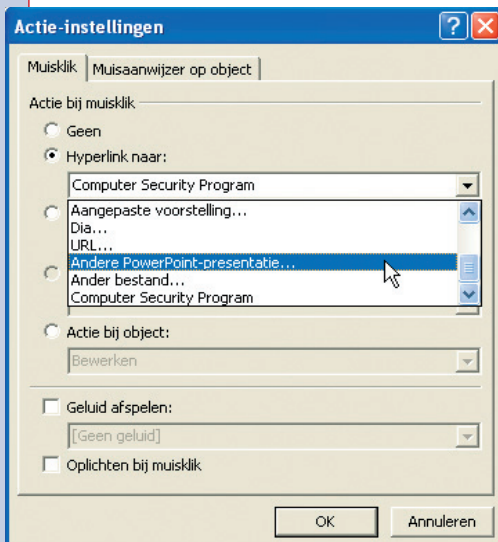 Actie-instellingen
Muisklik Muisaanwijzer op object
Actie bij muisklik
Geen
Hyperlink naar:
Computer Security Program
Aangepaste voorstelling...
Dia...
URL...
Andere PowerPoint-presentatie...
Ander bestand...
Computer Security Program
Actie bij object:
Bewerken
Geluid afspelen:
[Geen geluid]
Oplichten bij muisklik
OK Annuleren